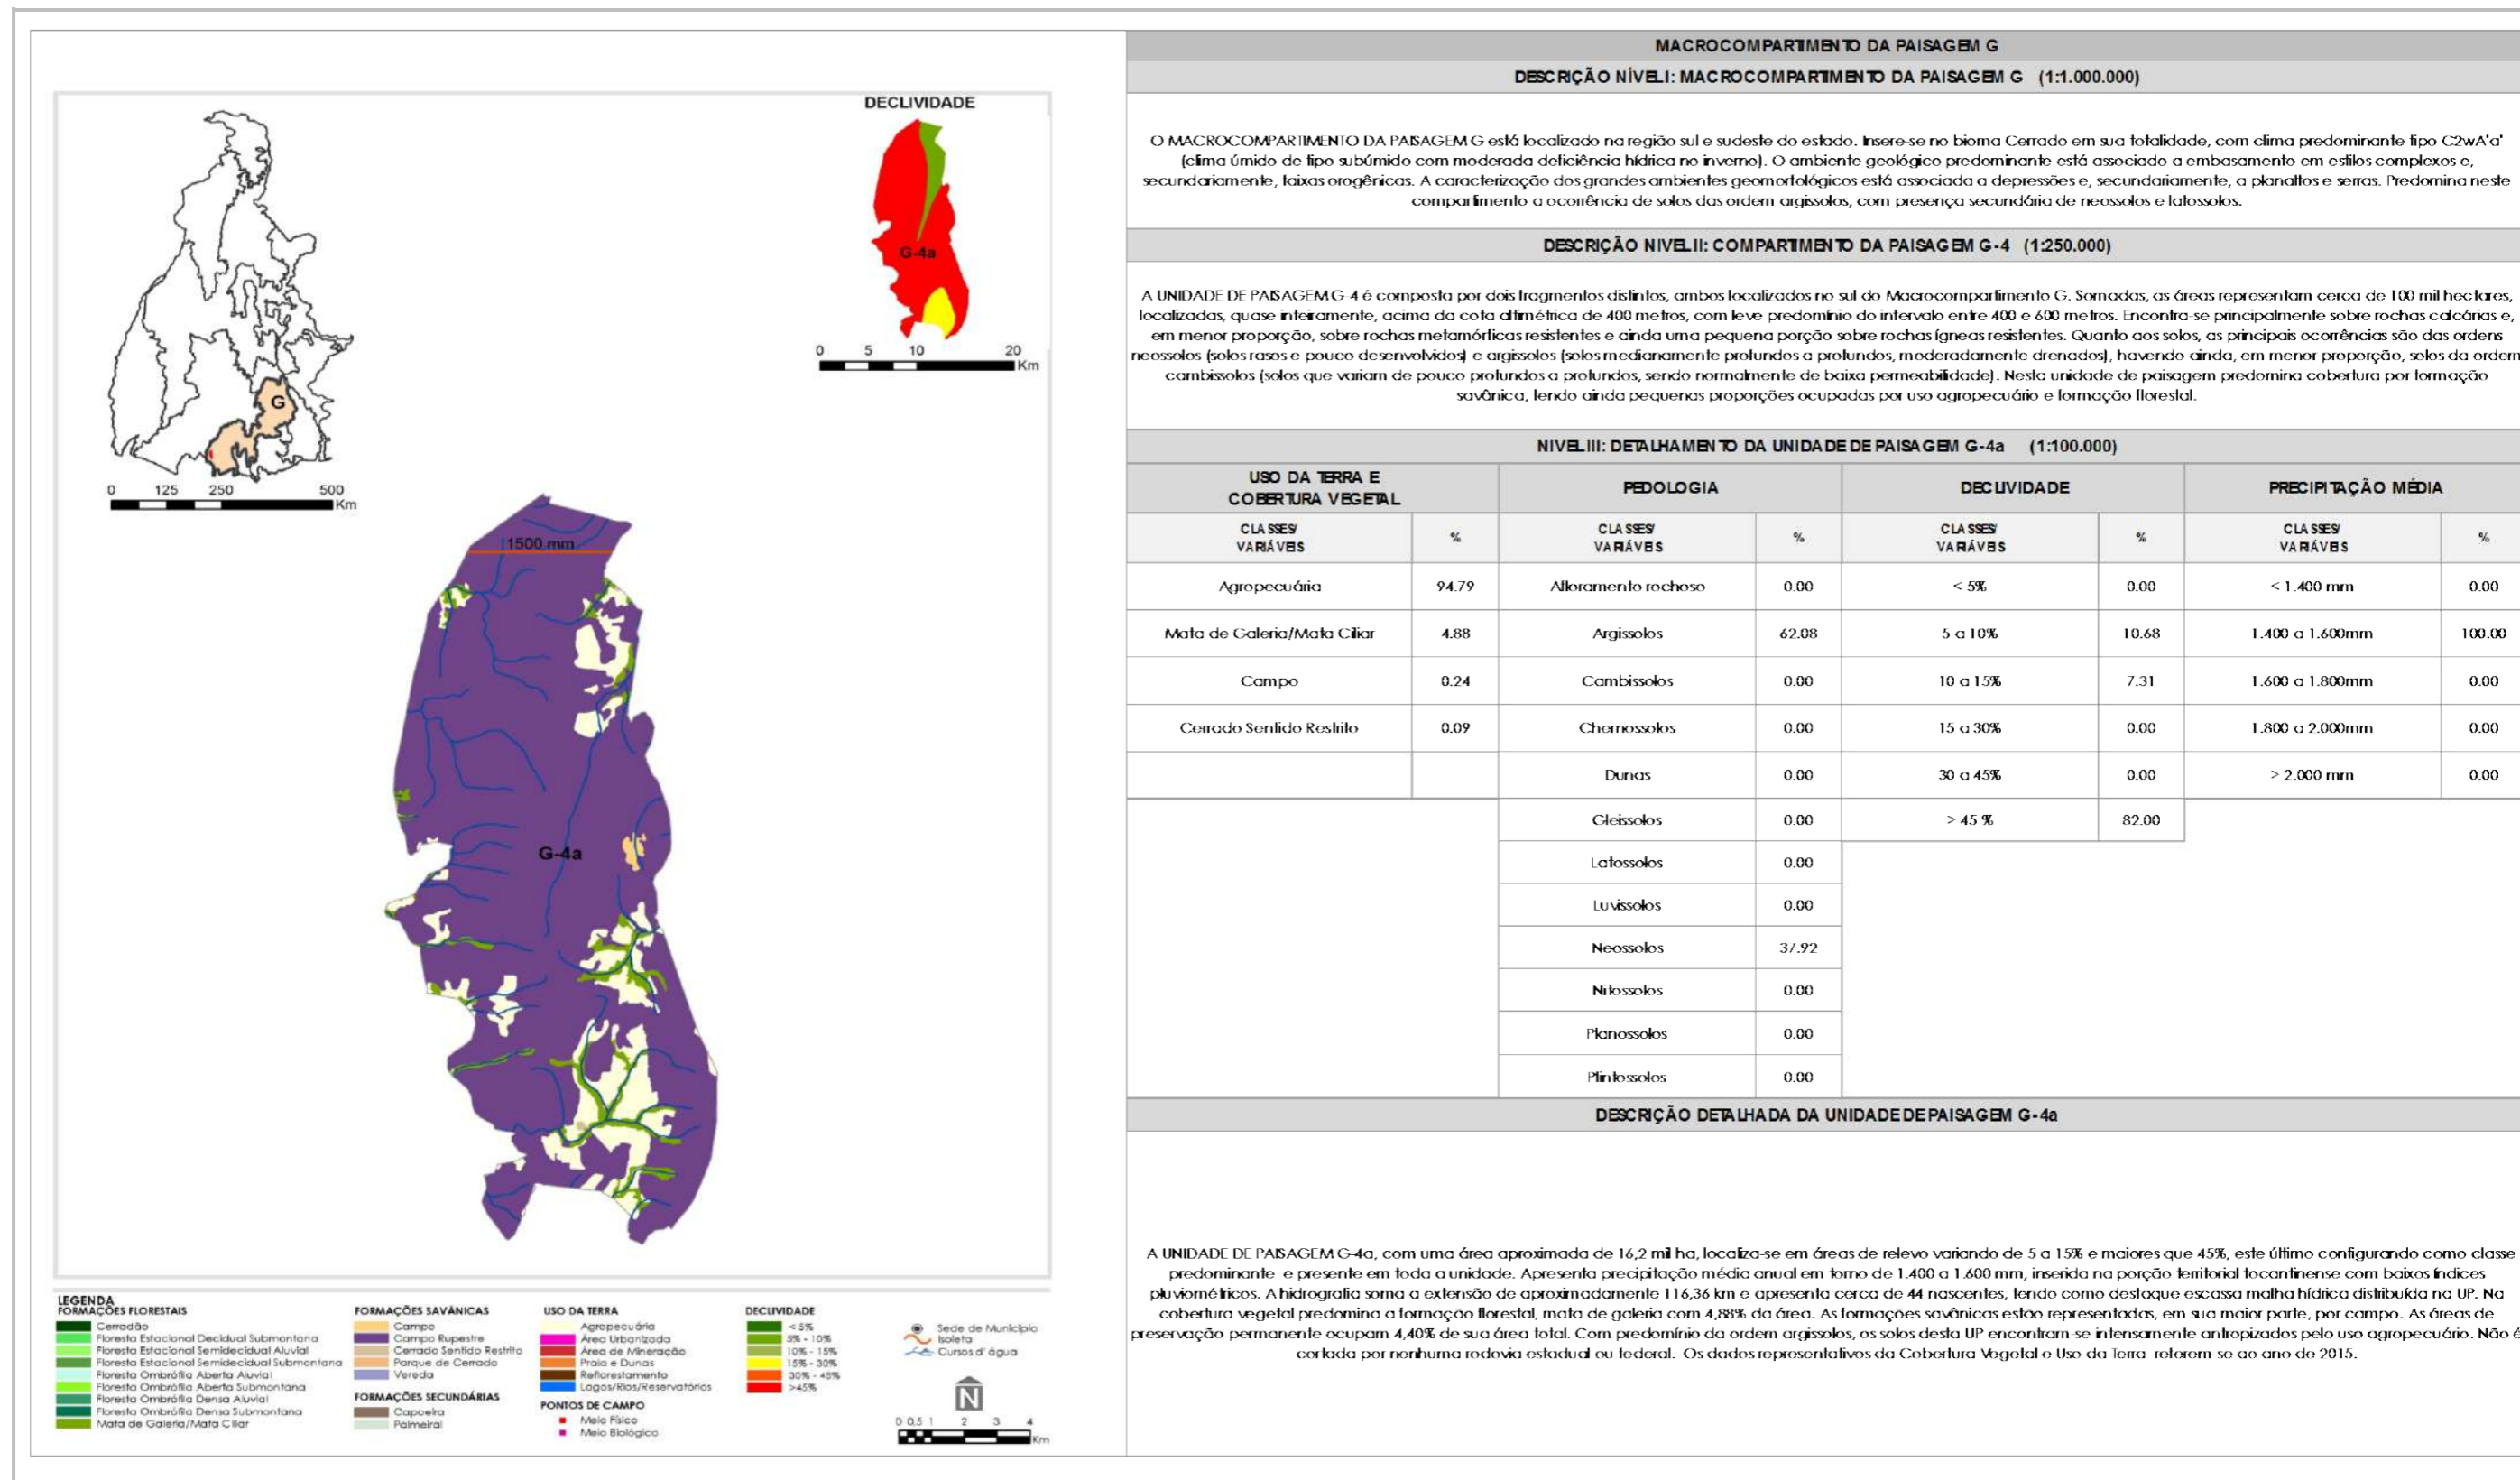 DECLIVIDADE
G-4a
0 5 10 20
Km
G
0 125 250 500
Km
1500 mm
G-4a
LEGENDA
FORMAÇÕES FLORESTAIS
Cerradão
Floresta Estacional Decidual Submontana
Floresta Estacional Semidecidual Aluvial
Floresta Estacional Semidecidual Submontana
Floresta Ombrófila Aberta Aluvial
Floresta Ombrófila Aberta Submontana
Floresta Ombrófila Densa Aluvial
Floresta Ombrófila Densa Submontana
Mata de Galeria/Mata Ciliar
FORMAÇÕES SAVÂNICAS
Campo
Campo Rupestre
Cerrado Sentido Restrito
Parque de Cerrado
Vereda
FORMAÇÕES SECUNDÁRIAS
Capoeira
Palmeiral
USO DA TERRA
Agropecuária
Área Urbanizada
Área de Mineração
Praia e Dunas
Reflorestamento
Lagos/Rios/Reservatórios
PONTOS DE CAMPO
Meio Físico
Meio Biológico
DECLIVIDADE
< 5%
5% - 10%
10% - 15%
15% - 30%
30% - 45%
>45%
Sede de Município
Isoieta
Cursos d' água
N
0 0,5 1 2 3 4
Km
MACROCOMPARTIMENTO DA PAISAGEM G
DESCRIÇÃO NÍVEL I: MACROCOMPARTIMENTO DA PAISAGEM G (1:1.000.000)
O MACROCOMPARTIMENTO DA PAISAGEM G está localizado na região sul e sudeste do estado. Insere-se no bioma Cerrado em sua totalidade, com clima predominante tipo C2wA'a'
(clima úmido de tipo subúmido com moderada deficiência hídrica no inverno). O ambiente geológico predominante está associado a embasamento em estilos complexos e,
secundariamente, faixas orogênicas. A caracterização dos grandes ambientes geomorfológicos está associada a depressões e, secundariamente, a planaltos e serras. Predomina neste
compartimento a ocorrência de solos das ordem argissolos, com presença secundária de neossolos e latossolos.
DESCRIÇÃO NIVEL II: COMPARTIMENTO DA PAISAGEM G-4 (1:250.000)
A UNIDADE DE PAISAGEM G-4 é composta por dois fragmentos distintos, ambos localizados no sul do Macrocompartimento G. Somadas, as áreas representam cerca de 100 mil hectares,
localizadas, quase inteiramente, acima da cota altimétrica de 400 metros, com leve predomínio do intervalo entre 400 e 600 metros. Encontra-se principalmente sobre rochas calcárias e,
em menor proporção, sobre rochas metamórficas resistentes e ainda uma pequena porção sobre rochas ígneas resistentes. Quanto aos solos, as principais ocorrências são das ordens
neossolos (solos rasos e pouco desenvolvidos) e argissolos (solos medianamente profundos a profundos, moderadamente drenados), havendo ainda, em menor proporção, solos da ordem
cambissolos (solos que variam de pouco profundos a profundos, sendo normalmente de baixa permeabilidade). Nesta unidade de paisagem predomina cobertura por formação
savânica, tendo ainda pequenas proporções ocupadas por uso agropecuário e formação florestal.
NIVEL III: DETALHAMENTO DA UNIDADE DE PAISAGEM G-4a (1:100.000)
USO DA TERRA E COBERTURA VEGETAL PEDOLOGIA DECLIVIDADE PRECIPITAÇÃO MÉDIA
CLASSES/ VARIÁVEIS % CLASSES/ VARIÁVEIS % CLASSES/ VARIÁVEIS % CLASSES/ VARIÁVEIS %
Agropecuária 94.79 Afloramento rochoso 0.00 < 5% 0.00 < 1.400 mm 0.00
Mata de Galeria/Mata Ciliar 4.88 Argissolos 62.08 5 a 10% 10.68 1.400 a 1.600mm 100.00
Campo 0.24 Cambissolos 0.00 10 a 15% 7.31 1.600 a 1.800mm 0.00
Cerrado Sentido Restrito 0.09 Chernossolos 0.00 15 a 30% 0.00 1.800 a 2.000mm 0.00
Dunas 0.00 30 a 45% 0.00 > 2.000 mm 0.00
Gleissolos 0.00 > 45 % 82.00
Latossolos 0.00
Luvissolos 0.00
Neossolos 37.92
Nitossolos 0.00
Planossolos 0.00
Plintossolos 0.00
DESCRIÇÃO DETALHADA DA UNIDADE DE PAISAGEM G-4a
A UNIDADE DE PAISAGEM G-4a, com uma área aproximada de 16,2 mil ha, localiza-se em áreas de relevo variando de 5 a 15% e maiores que 45%, este último configurando como classe
predominante e presente em toda a unidade. Apresenta precipitação média anual em torno de 1.400 a 1.600 mm, inserida na porção territorial tocantinense com baixos índices
pluviométricos. A hidrografia soma a extensão de aproximadamente 116,36 km e apresenta cerca de 44 nascentes, tendo como destaque escassa malha hídrica distribuída na UP. Na
cobertura vegetal predomina a formação florestal, mata de galeria com 4,88% da área. As formações savânicas estão representadas, em sua maior parte, por campo. As áreas de
preservação permanente ocupam 4,40% de sua área total. Com predomínio da ordem argissolos, os solos desta UP encontram-se intensamente antropizados pelo uso agropecuário. Não é
cortada por nenhuma rodovia estadual ou federal. Os dados representativos da Cobertura Vegetal e Uso da Terra referem-se ao ano de 2015.